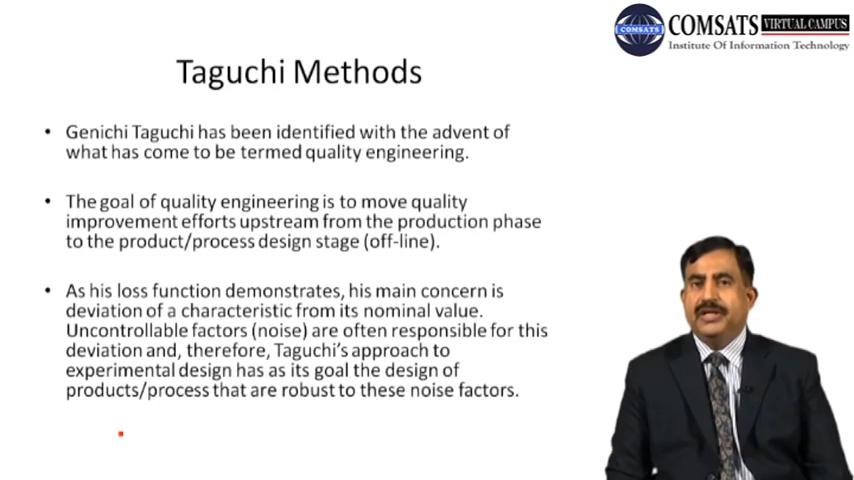 COMSATS
COMSATS VIRTUAL CAMPUS
Institute Of Information Technology
Taguchi Methods
• Genichi Taguchi has been identified with the advent of
what has come to be termed quality engineering.
• The goal of quality engineering is to move quality
improvement efforts upstream from the production phase
to the product/process design stage (off-line).
• As his loss function demonstrates, his main concern is
deviation of a characteristic from its nominal value.
Uncontrollable factors (noise) are often responsible for this
deviation and, therefore, Taguchi's approach to
experimental design has as its goal the design of
products/process that are robust to these noise factors.